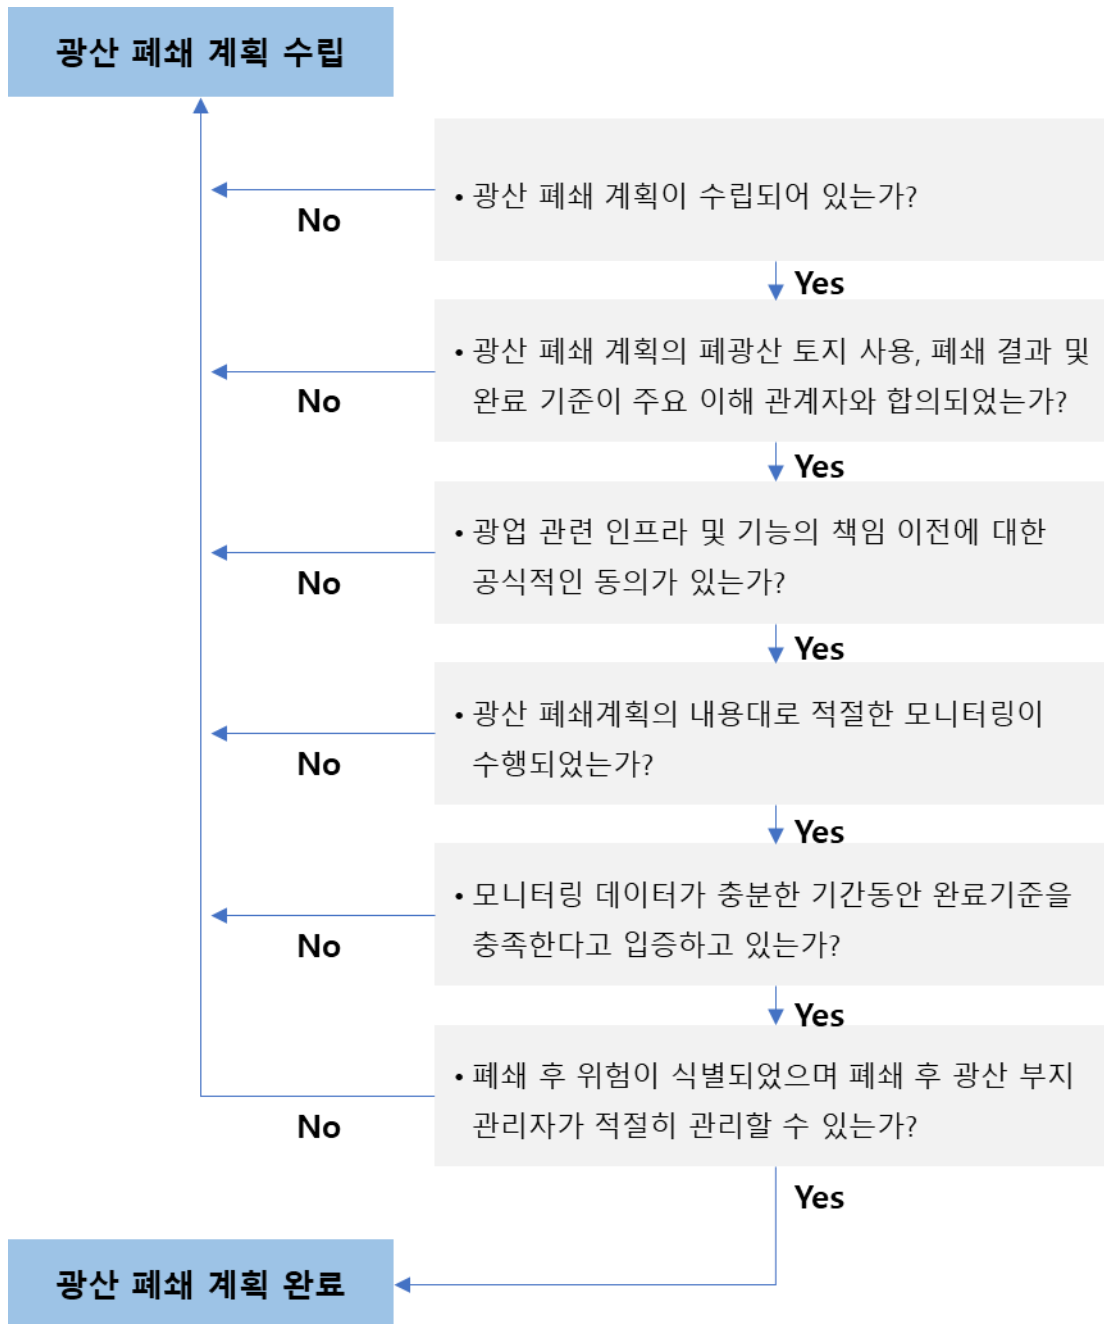 광산 폐쇄 계획 수립
• 광산 폐쇄 계획이 수립되어 있는가?
No
Yes
• 광산 폐쇄 계획의 폐광산 토지 사용, 폐쇄 결과 및
완료 기준이 주요 이해 관계자와 합의되었는가?
No
Yes
• 광업 관련 인프라 및 기능의 책임 이전에 대한
공식적인 동의가 있는가?
No
Yes
• 광산 폐쇄계획의 내용대로 적절한 모니터링이
수행되었는가?
No
Yes
• 모니터링 데이터가 충분한 기간동안 완료기준을
충족한다고 입증하고 있는가?
No
Yes
• 폐쇄 후 위험이 식별되었으며 폐쇄 후 광산 부지
관리자가 적절히 관리할 수 있는가?
No
Yes
광산 폐쇄 계획 완료